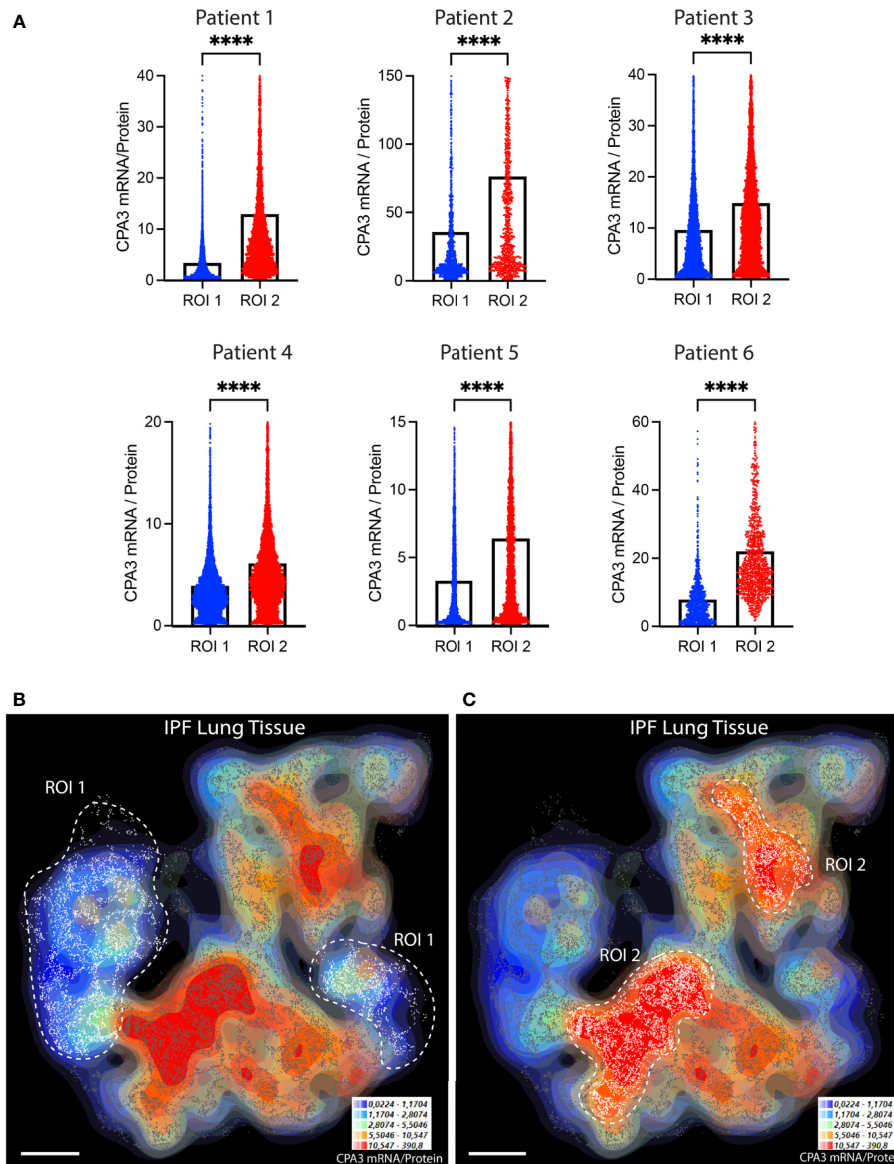 A
Patient 1
Patient 2
Patient 3
****
****
****
CPA3 mRNA/Protein
40
30
20
10
0
ROI 1
ROI 2
CPA3 mRNA / Protein
150
100
50
0
ROI 1
ROI 2
CPA3 mRNA / Protein
40
30
20
10
0
ROI 1
ROI 2
Patient 4
Patient 5
Patient 6
****
****
****
CPA3 mRNA / Protein
20
10
0
ROI 1
ROI 2
CPA3 mRNA / Protein
15
10
5
0
ROI 1
ROI 2
CPA3 mRNA / Protein
60
40
20
0
ROI 1
ROI 2
B
IPF Lung Tissue
ROI 1
ROI 1
0,0224 - 1,1704
1,1704 - 2,8074
2,8074 - 5,5046
5,5046 - 10,547
10,547 - 390,8
CPA3 mRNA/Protein
C
IPF Lung Tissue
ROI 2
ROI 2
0,0224 - 1,1704
1,1704 - 2,8074
2,8074 - 5,5046
5,5046 - 10,547
10,547 - 390,8
CPA3 mRNA/Protein